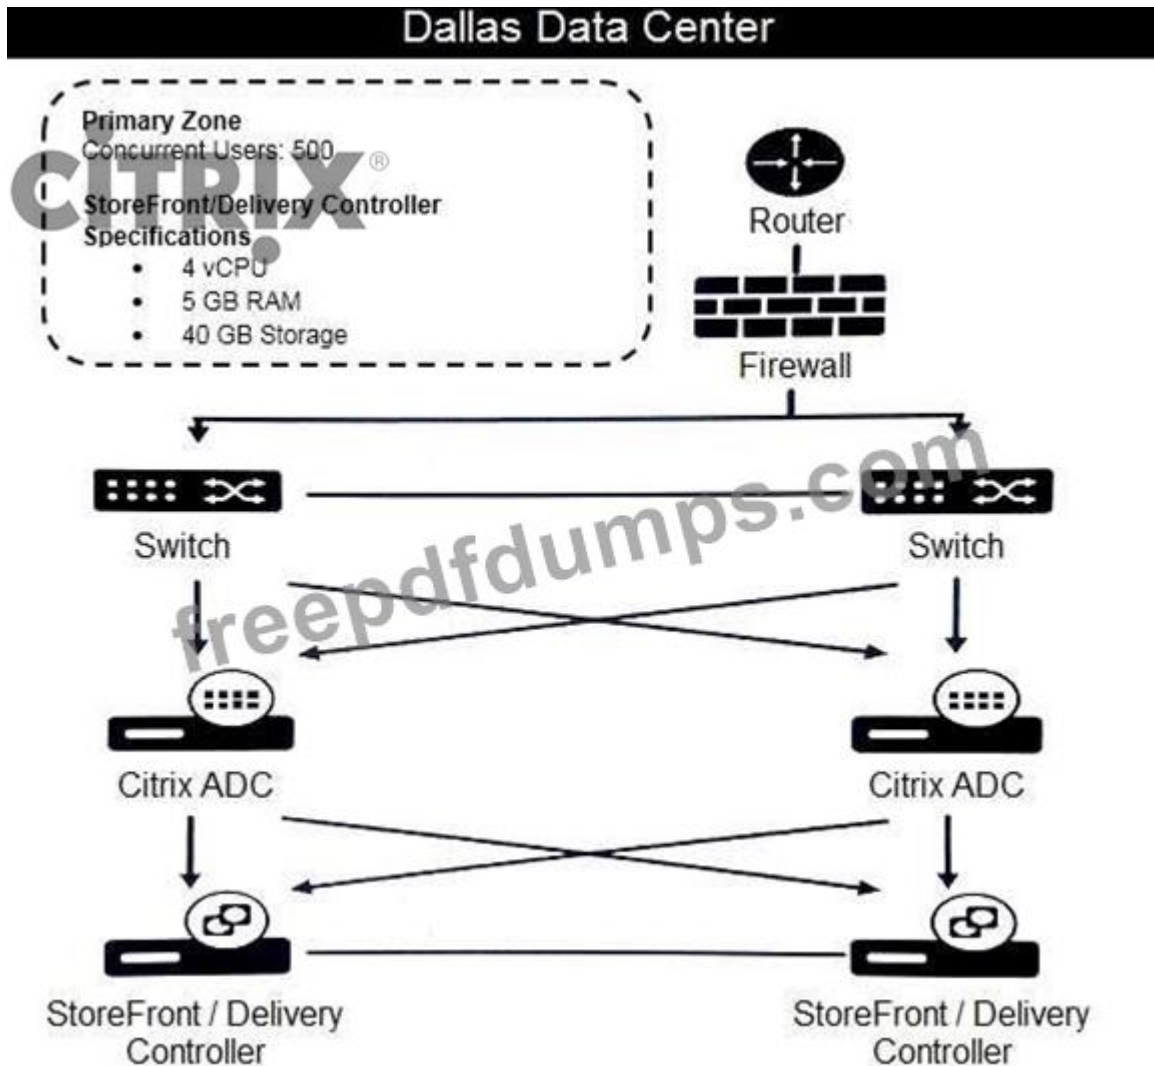 Dallas Data Center
Primary Zone
Concurrent Users: 500
CiTRiX®
StoreFront/Delivery Controller
Specifications
• 4 vCPU
• 5 GB RAM
• 40 GB Storage
Router
Firewall
Switch
Switch
freepdfdumps.com
Citrix ADC
Citrix ADC
StoreFront / Delivery
Controller
StoreFront / Delivery
Controller